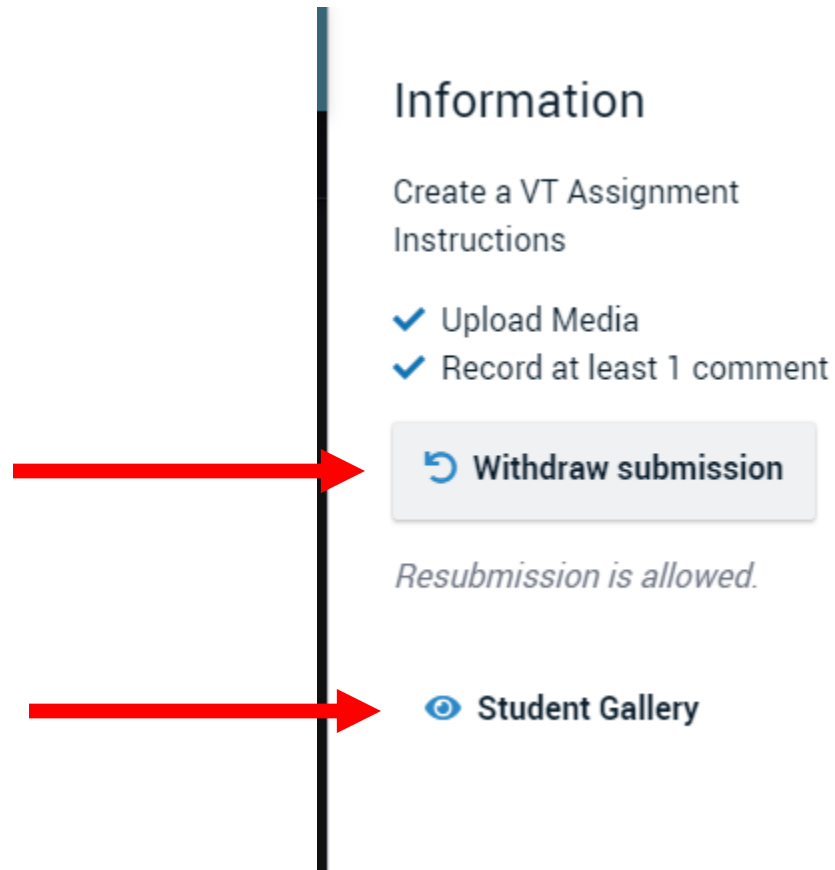 Information
Create a VT Assignment
Instructions
Upload Media
Record at least 1 comment
Withdraw submission
Resubmission is allowed.
Student Gallery